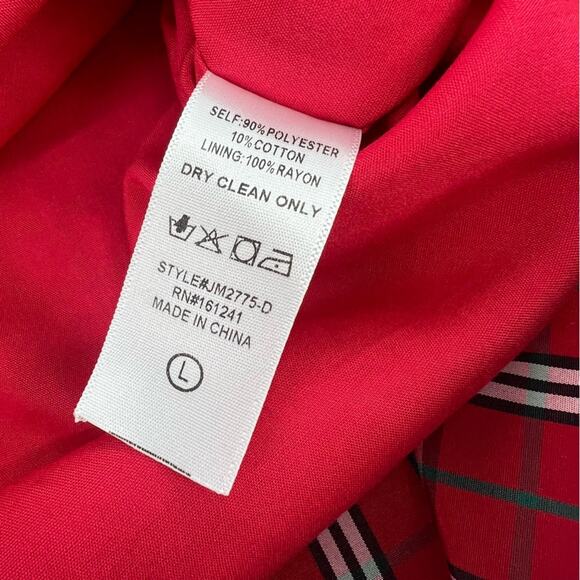 SELF:90%POLYESTER
10%COTTON
LINING:100%RAYON
DRY CLEAN ONLY
STYLE#JM2775-D
RN#161241
MADE IN CHINA
L